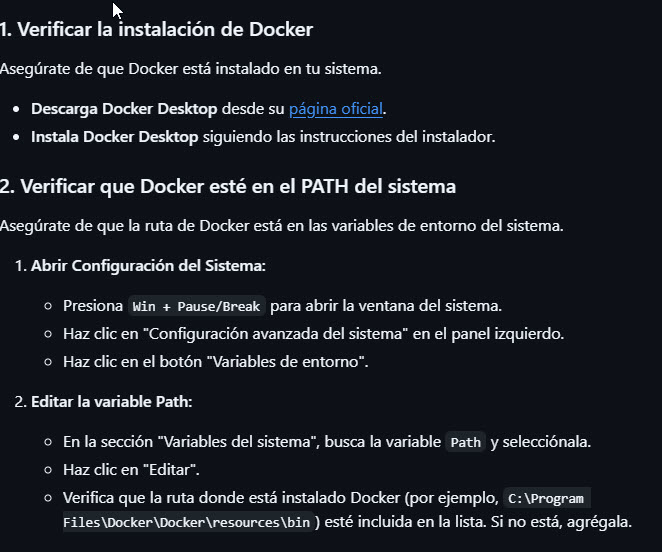 1. Verificar la instalación de Docker
Asegúrate de que Docker está instalado en tu sistema.
• Descarga Docker Desktop desde su página oficial.
• Instala Docker Desktop siguiendo las instrucciones del instalador.
2. Verificar que Docker esté en el PATH del sistema
Asegúrate de que la ruta de Docker está en las variables de entorno del sistema.
1. Abrir Configuración del Sistema:
◦ Presiona Win + Pause/Break para abrir la ventana del sistema.
◦ Haz clic en "Configuración avanzada del sistema" en el panel izquierdo.
◦ Haz clic en el botón "Variables de entorno".
2. Editar la variable Path:
◦ En la sección "Variables del sistema", busca la variable Path y selecciónala.
◦ Haz clic en "Editar".
◦ Verifica que la ruta donde está instalado Docker (por ejemplo, C:\Program
Files\Docker\Docker\resources\bin) esté incluida en la lista. Si no está, agrégala.